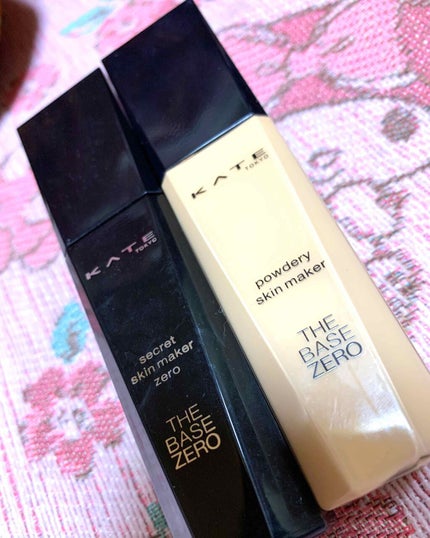 KATE
TOKYO
secret
skin maker
zero
THE
BASE
ZERO
KATE
TOKYO
powdery
skin maker
THE
BASE
ZERO